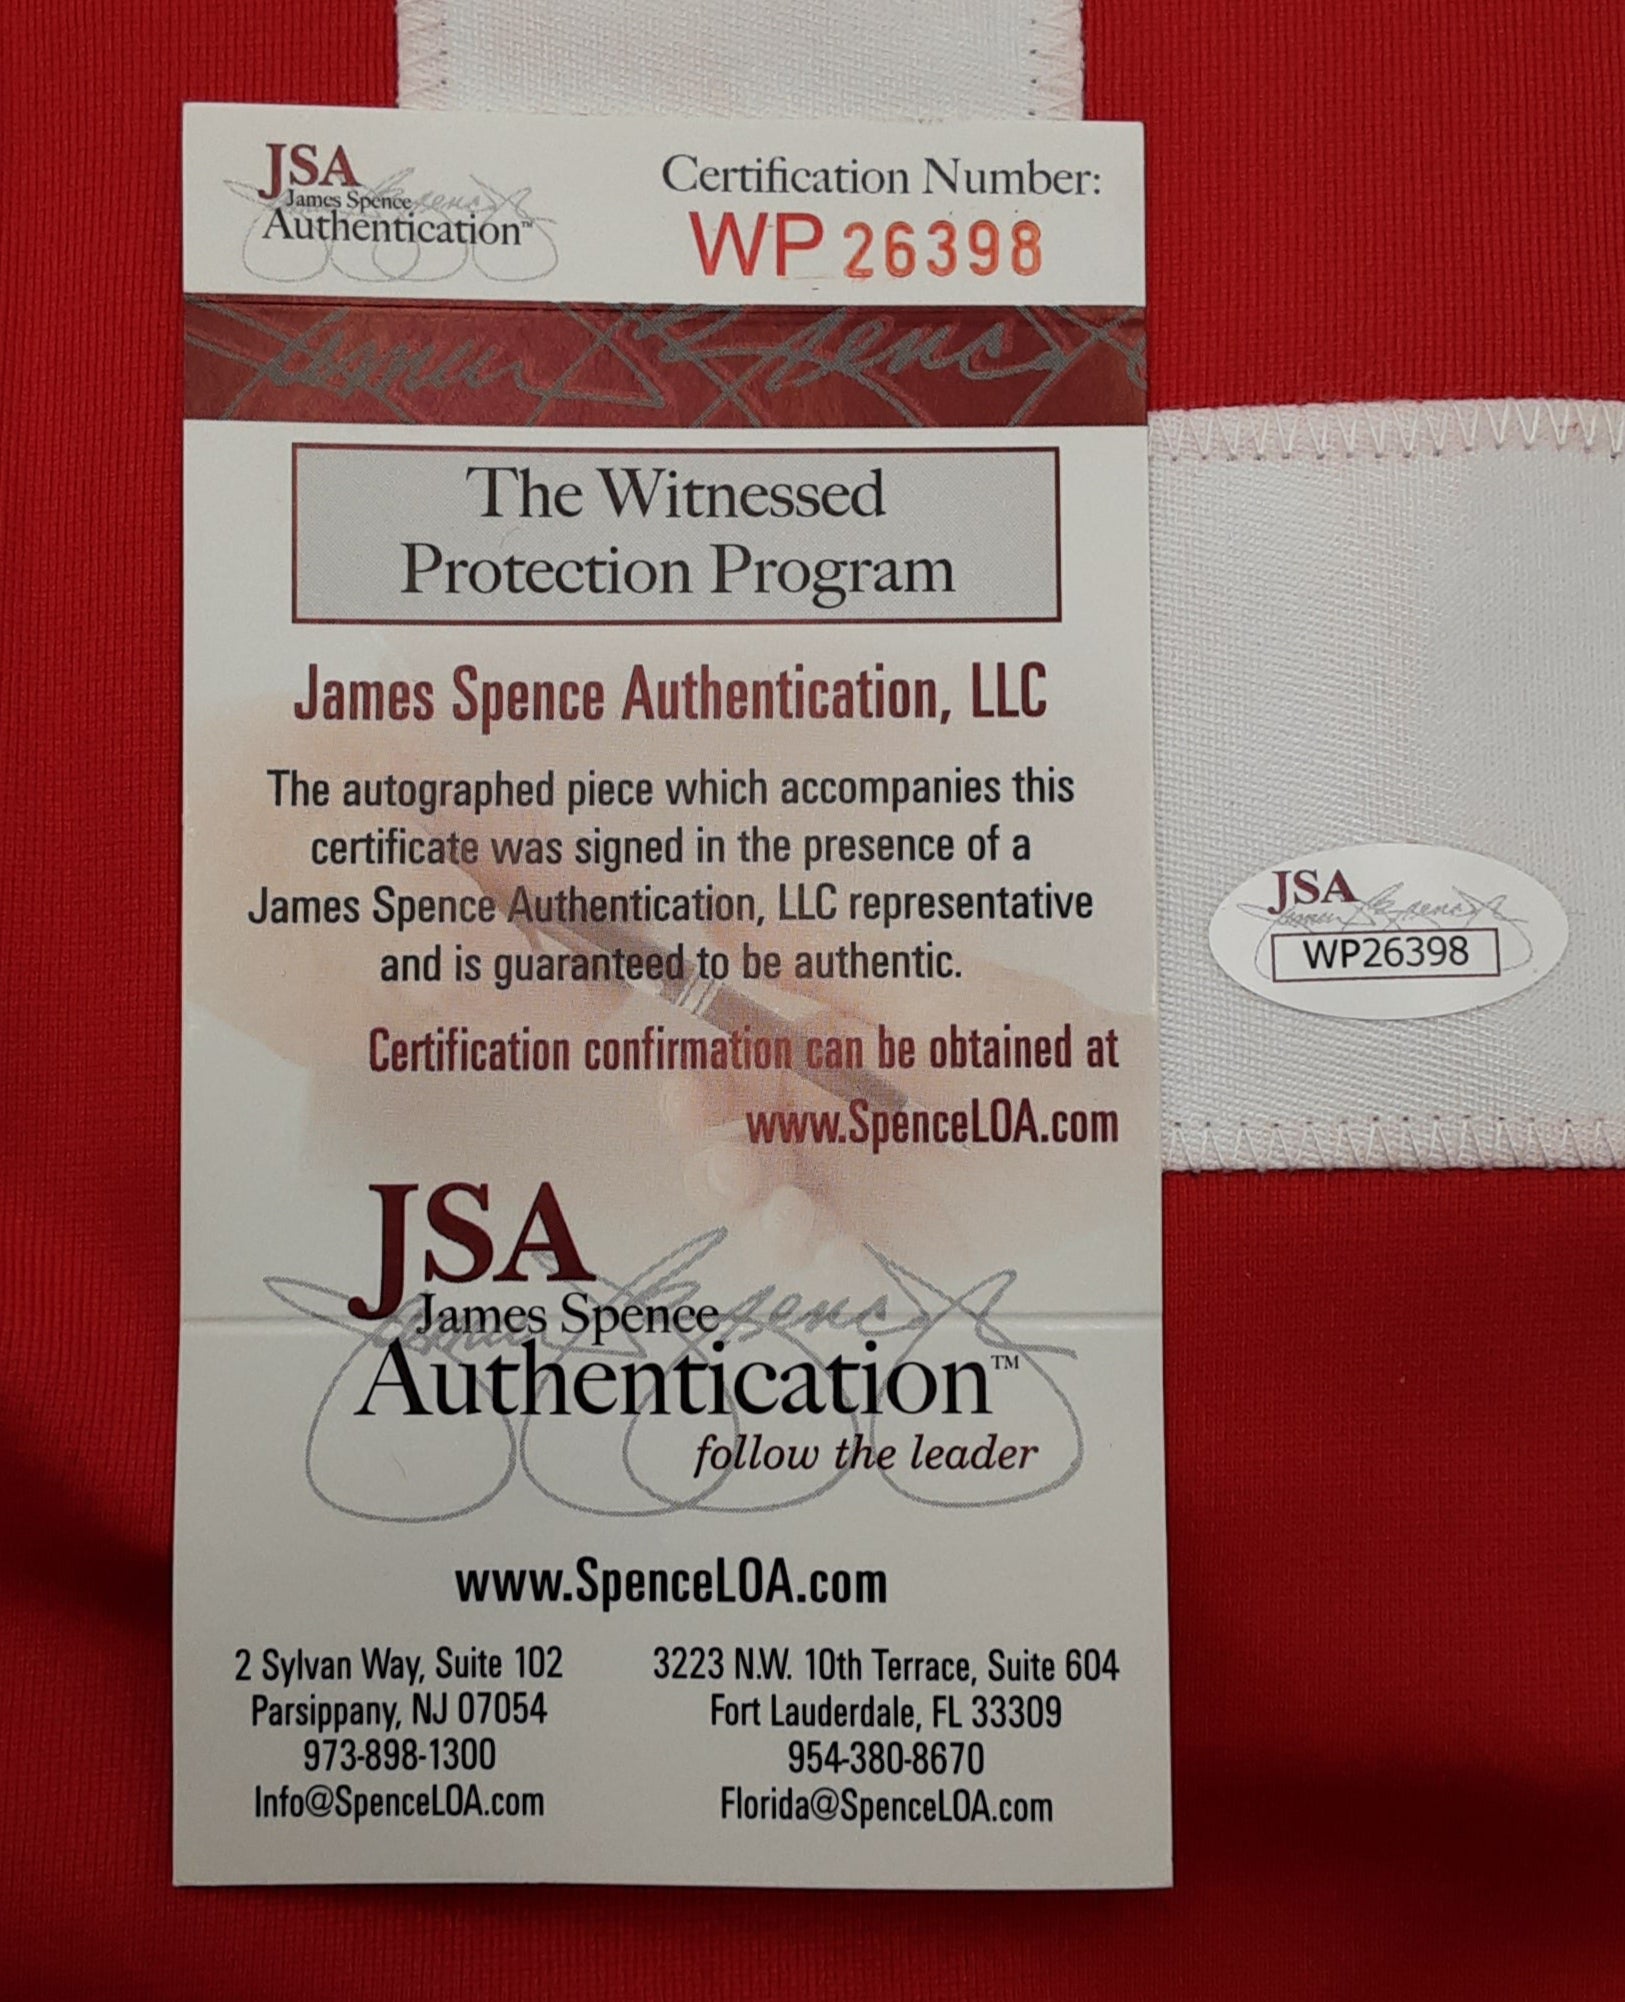 JSA
James Spence
Authentication™
Certification Number:
WP 26398
The Witnessed
Protection Program
James Spence Authentication, LLC
The autographed piece which accompanies this
certificate was signed in the presence of a
James Spence Authentication, LLC representative
and is guaranteed to be authentic.
Certification confirmation can be obtained at
www.SpenceLOA.com
JSA
James Spence
Authentication™
follow the leader
www.SpenceLOA.com
2 Sylvan Way, Suite 102
Parsippany, NJ 07054
973-898-1300
Info@SpenceLOA.com
3223 N.W. 10th Terrace, Suite 604
Fort Lauderdale, FL 33309
954-380-8670
Florida@SpenceLOA.com
JSA
WP26398